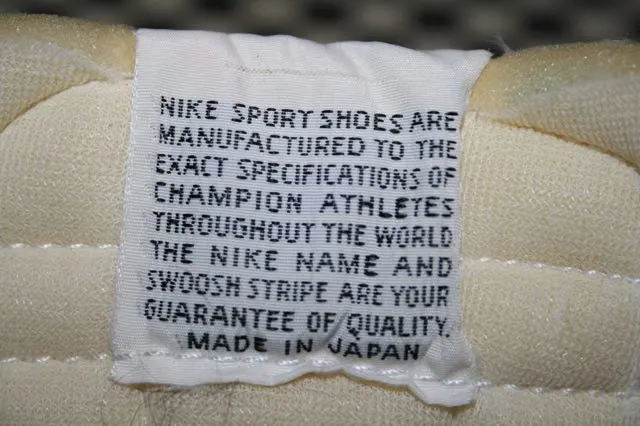 NIKE SPORT SHOES ARE
MANUFACTURED TO THE
EXACT SPECIFICATIONS OF
CHAMPION ATHLETES
THROUGHOUT THE WORLD
THE NIKE NAME AND
SWOOSH STRIPE ARE YOUR
GUARANTEE OF QUALITY.
MADE IN JAPAN